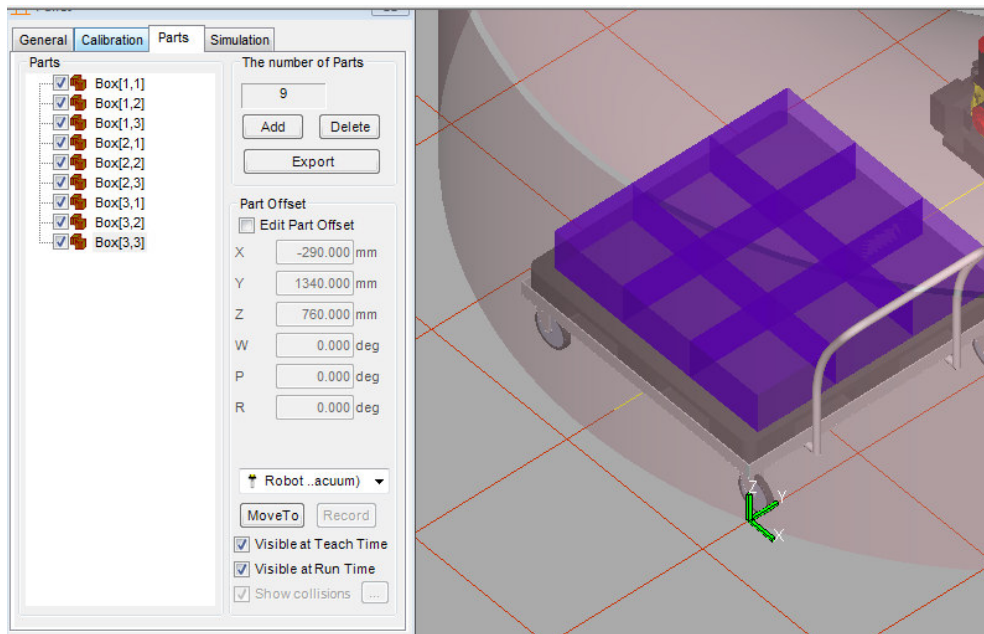 General Calibration Parts Simulation
Parts
Box[1,1]
Box[1,2]
Box[1,3]
Box[2,1]
Box[2,2]
Box[2,3]
Box[3,1]
Box[3,2]
Box[3,3]
The number of Parts
9
Add Delete
Export
Part Offset
Edit Part Offset
X -290.000 mm
Y 1340.000 mm
Z 760.000 mm
W 0.000 deg
P 0.000 deg
R 0.000 deg
Robot ..acuum)
MoveTo Record
Visible at Teach Time
Visible at Run Time
Show collisions ...
Z
Y
X